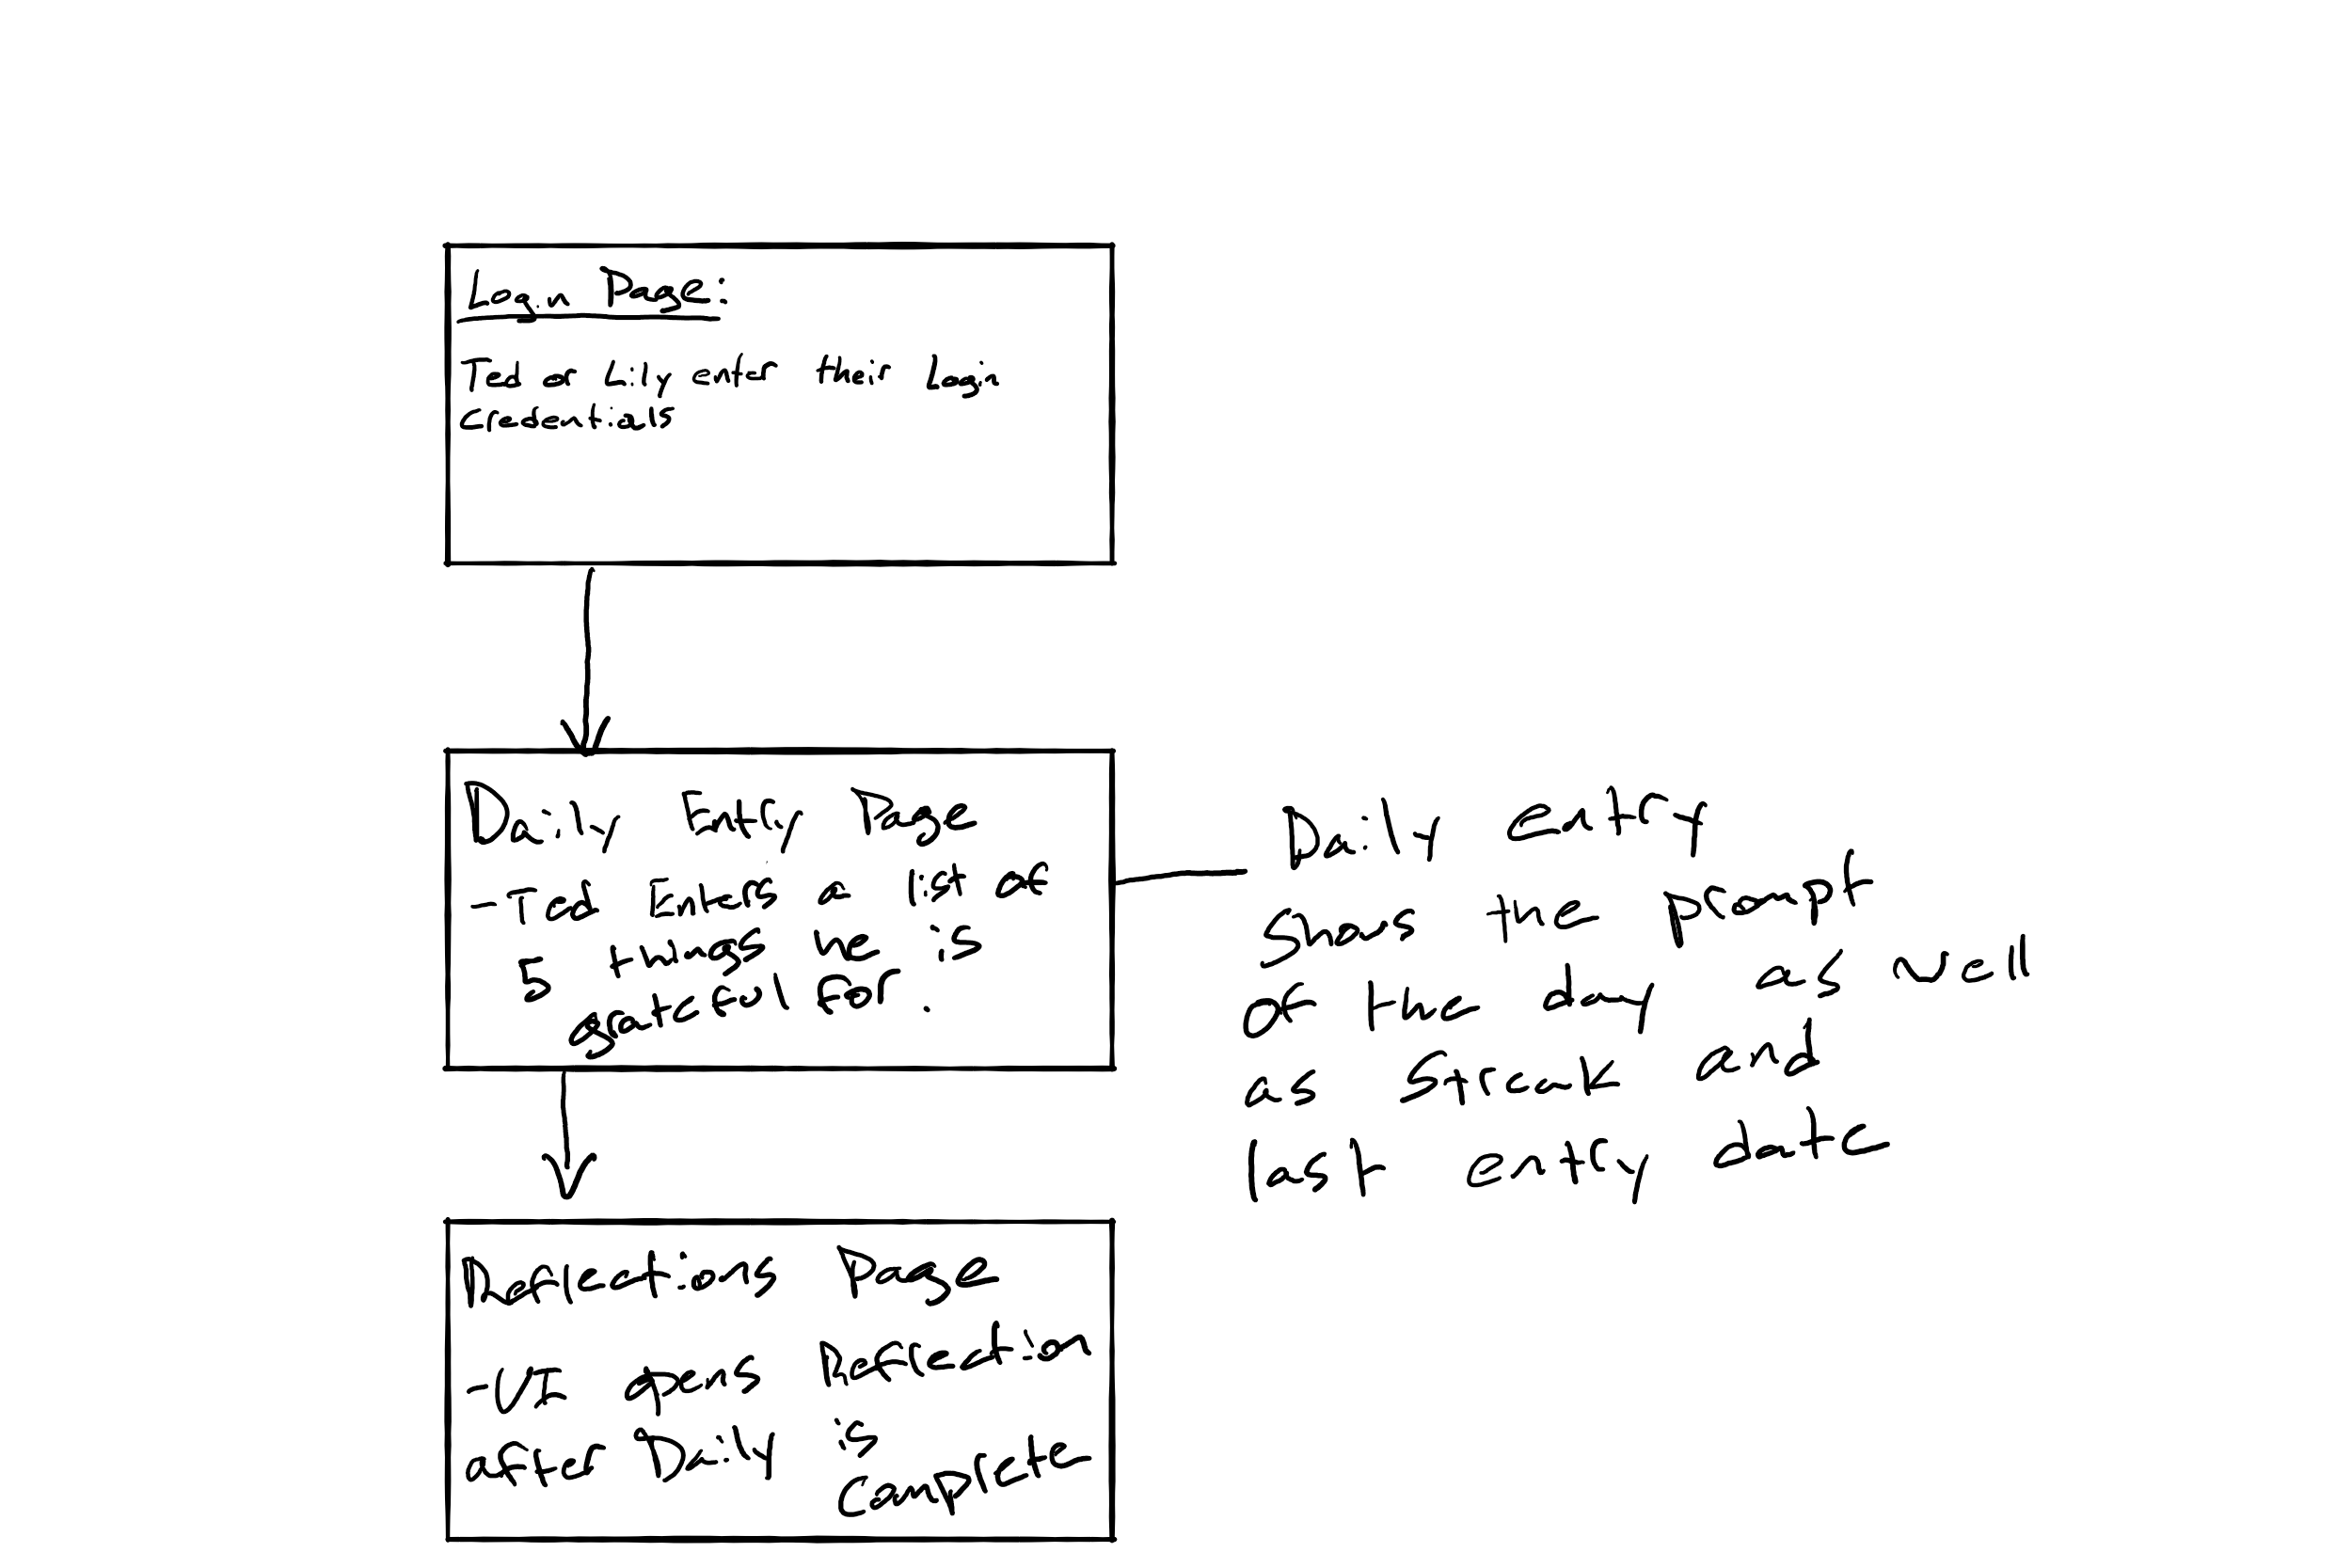 Login Page:
Ted or Lily enter their Login
Credentials
Daily Entry Page
- Ted Enters a list of
5 things he is
grateful for.
Daily entry
Shows the prompt
of the day as well
as Streak and
last entry date
Reflections Page
- UI opens Reflection
after Daily is
Complete